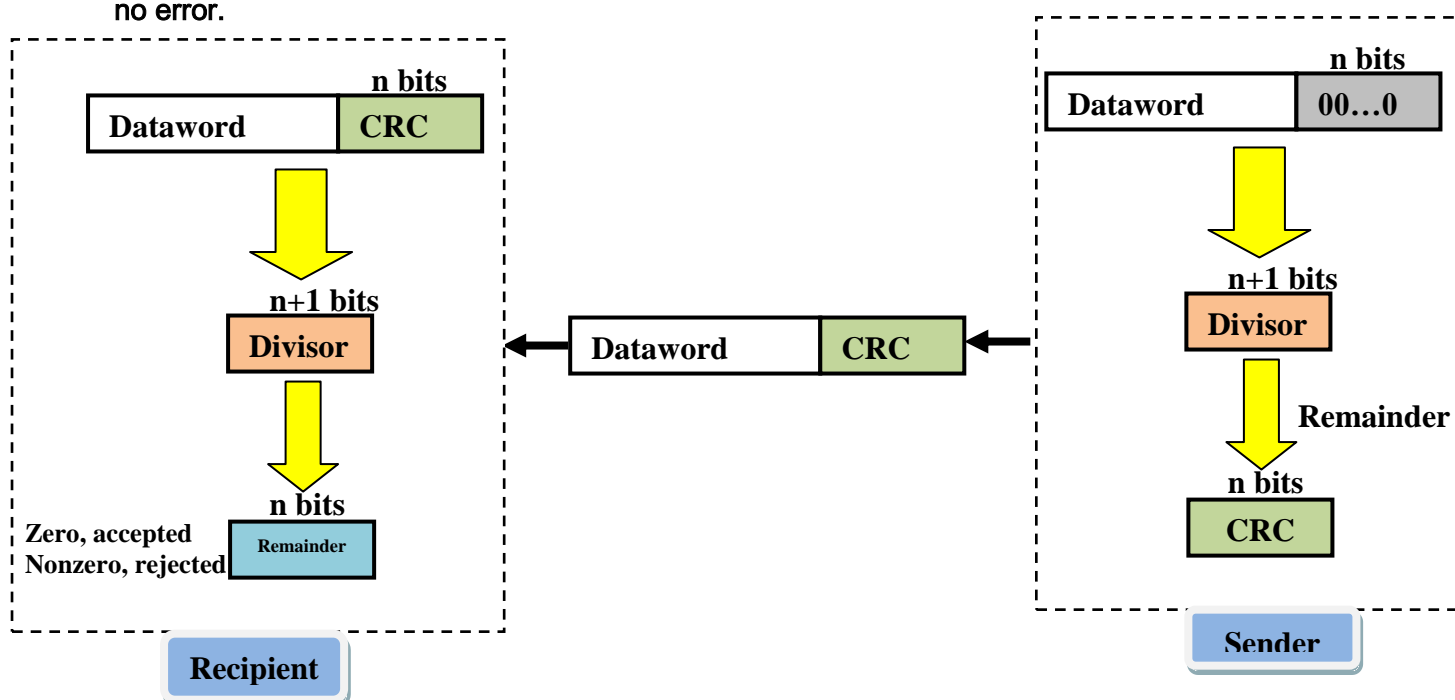 no error.
n bits
Dataword CRC
n+1 bits
Divisor
n bits
Zero, accepted
Nonzero, rejected
Remainder
Recipient
Dataword CRC
n bits
Dataword 00…0
n+1 bits
Divisor
Remainder
n bits
CRC
Sender